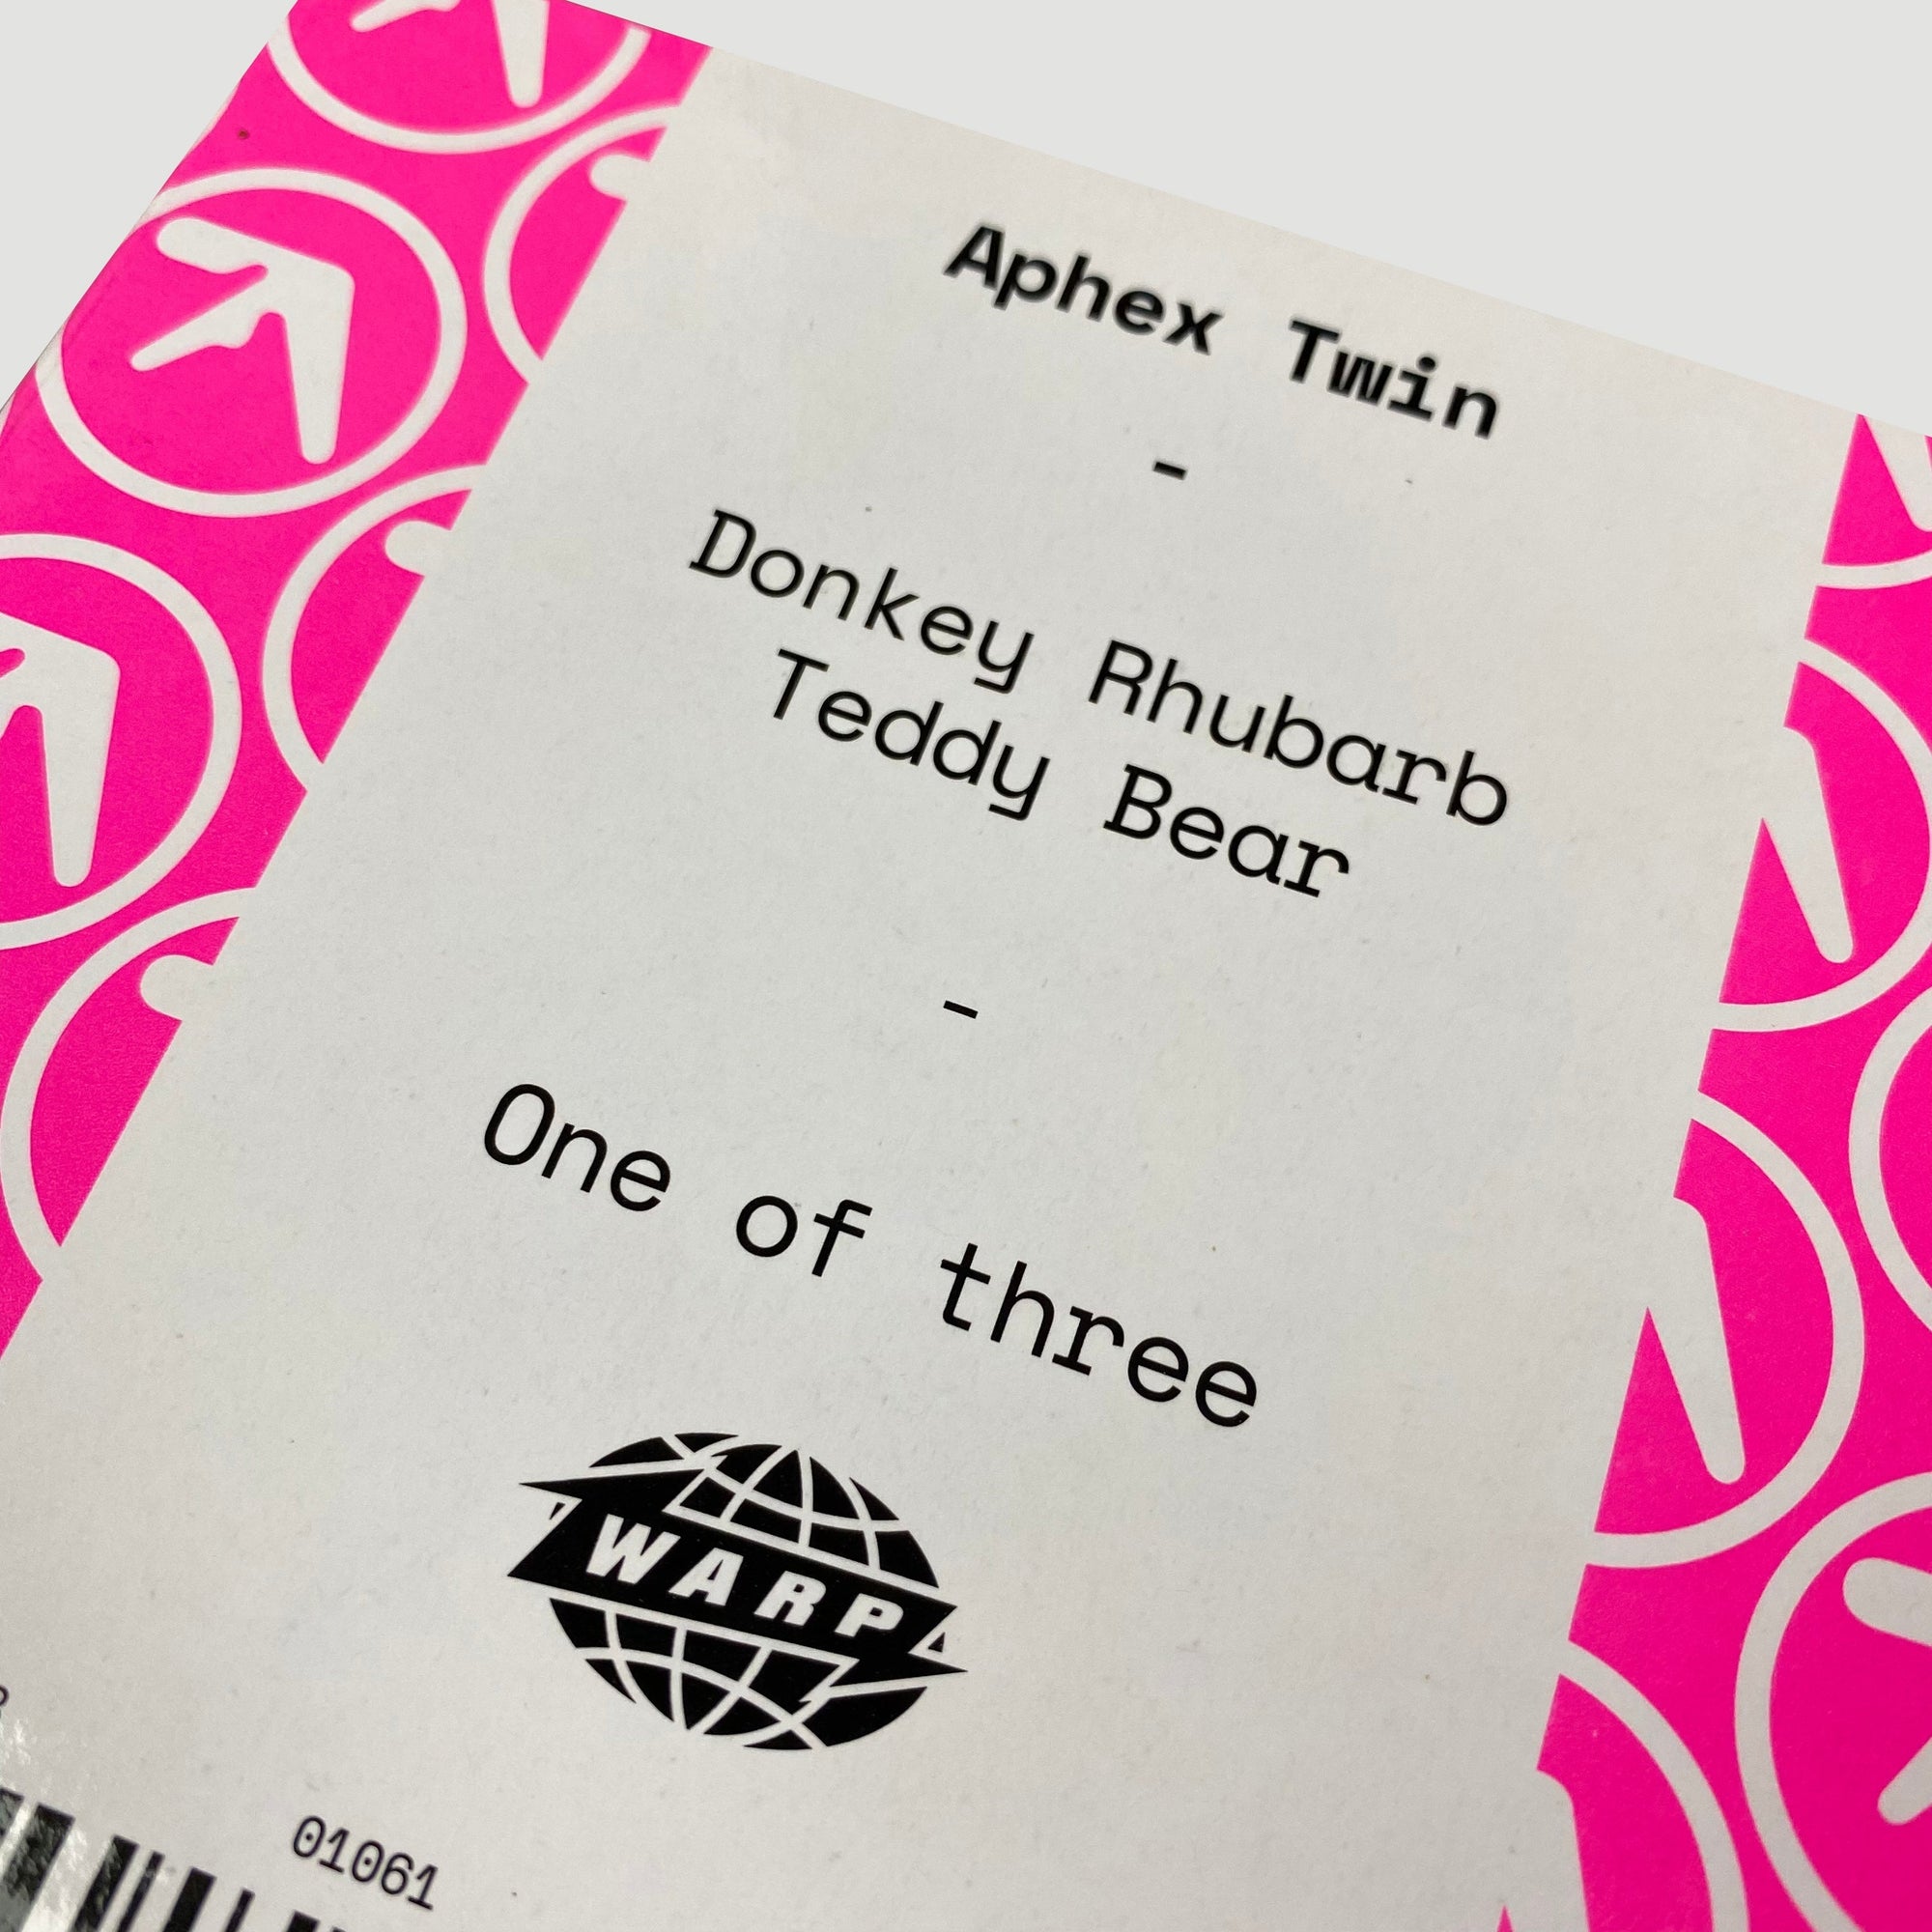 Aphex Twin
-
Donkey Rhubarb
Teddy Bear
-
One of three
WARP
01061